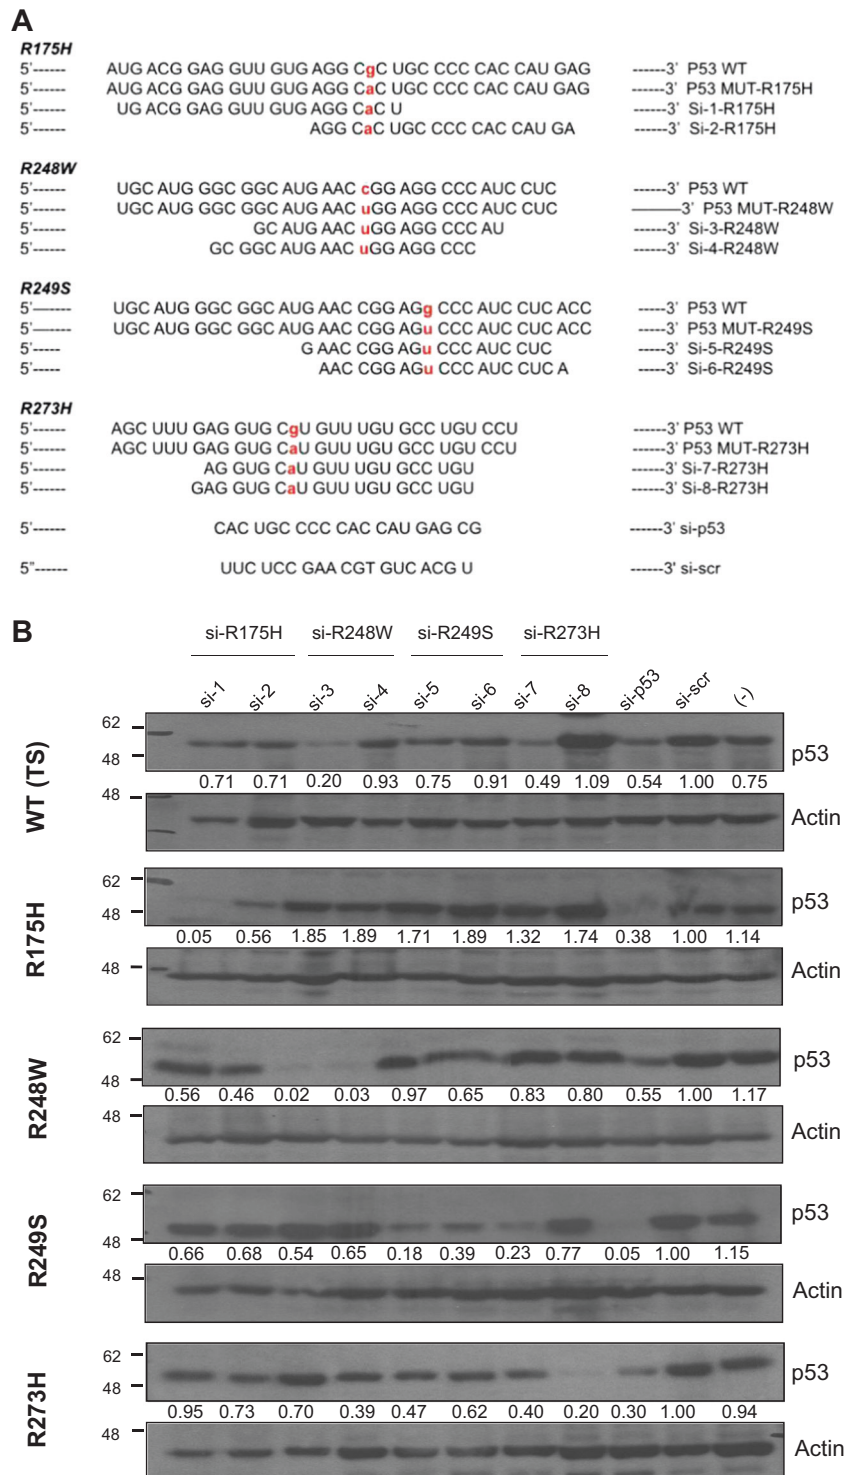 A
R175H
5'------ AUG ACG GAG GUU GUG AGG CgC UGC CCC CAC CAU GAG ------3' P53 WT
5'------ AUG ACG GAG GUU GUG AGG CaC UGC CCC CAC CAU GAG ------3' P53 MUT-R175H
5'------ UG ACG GAG GUU GUG AGG CaC U ------3' Si-1-R175H
5'------ AGG CaC UGC CCC CAC CAU GA ------3' Si-2-R175H
R248W
5'------ UGC AUG GGC GGC AUG AAC cGG AGG CCC AUC CUC ------3' P53 WT
5'------ UGC AUG GGC GGC AUG AAC uGG AGG CCC AUC CUC ------3' P53 MUT-R248W
5'------ GC AUG AAC uGG AGG CCC AU ------3' Si-3-R248W
5'------ GC GGC AUG AAC uGG AGG CCC ------3' Si-4-R248W
R249S
5'------ UGC AUG GGC GGC AUG AAC CGG AGg CCC AUC CUC ACC -----3' P53 WT
5'------ UGC AUG GGC GGC AUG AAC CGG AGu CCC AUC CUC ACC -----3' P53 MUT-R249S
5'----- G AAC CGG AGu CCC AUC CUC -----3' Si-5-R249S
5'----- AAC CGG AGu CCC AUC CUC A -----3' Si-6-R249S
R273H
5'------ AGC UUU GAG GUG CgU GUU UGU GCC UGU CCU ------3' P53 WT
5'------ AGC UUU GAG GUG CaU GUU UGU GCC UGU CCU ------3' P53 MUT-R273H
5'------ AG GUG CaU GUU UGU GCC UGU ------3' Si-7-R273H
5'------ GAG GUG CaU GUU UGU GCC UGU ------3' Si-8-R273H
5'------ CAC UGC CCC CAC CAU GAG CG ------3' si-p53
5"------ UUC UCC GAA CGT GUC ACG U ------3' si-scr
B
si-R175H si-R248W si-R249S si-R273H
si-1 si-2 si-3 si-4 si-5 si-6 si-7 si-8 si-p53 si-scr (-)
WT (TS)
62
48
p53
0.71 0.71 0.20 0.93 0.75 0.91 0.49 1.09 0.54 1.00 0.75
48
Actin
R175H
62
48
p53
0.05 0.56 1.85 1.89 1.71 1.89 1.32 1.74 0.38 1.00 1.14
48
Actin
R248W
62
48
p53
0.56 0.46 0.02 0.03 0.97 0.65 0.83 0.80 0.55 1.00 1.17
48
Actin
R249S
62
48
p53
0.66 0.68 0.54 0.65 0.18 0.39 0.23 0.77 0.05 1.00 1.15
48
Actin
R273H
62
48
p53
0.95 0.73 0.70 0.39 0.47 0.62 0.40 0.20 0.30 1.00 0.94
48
Actin